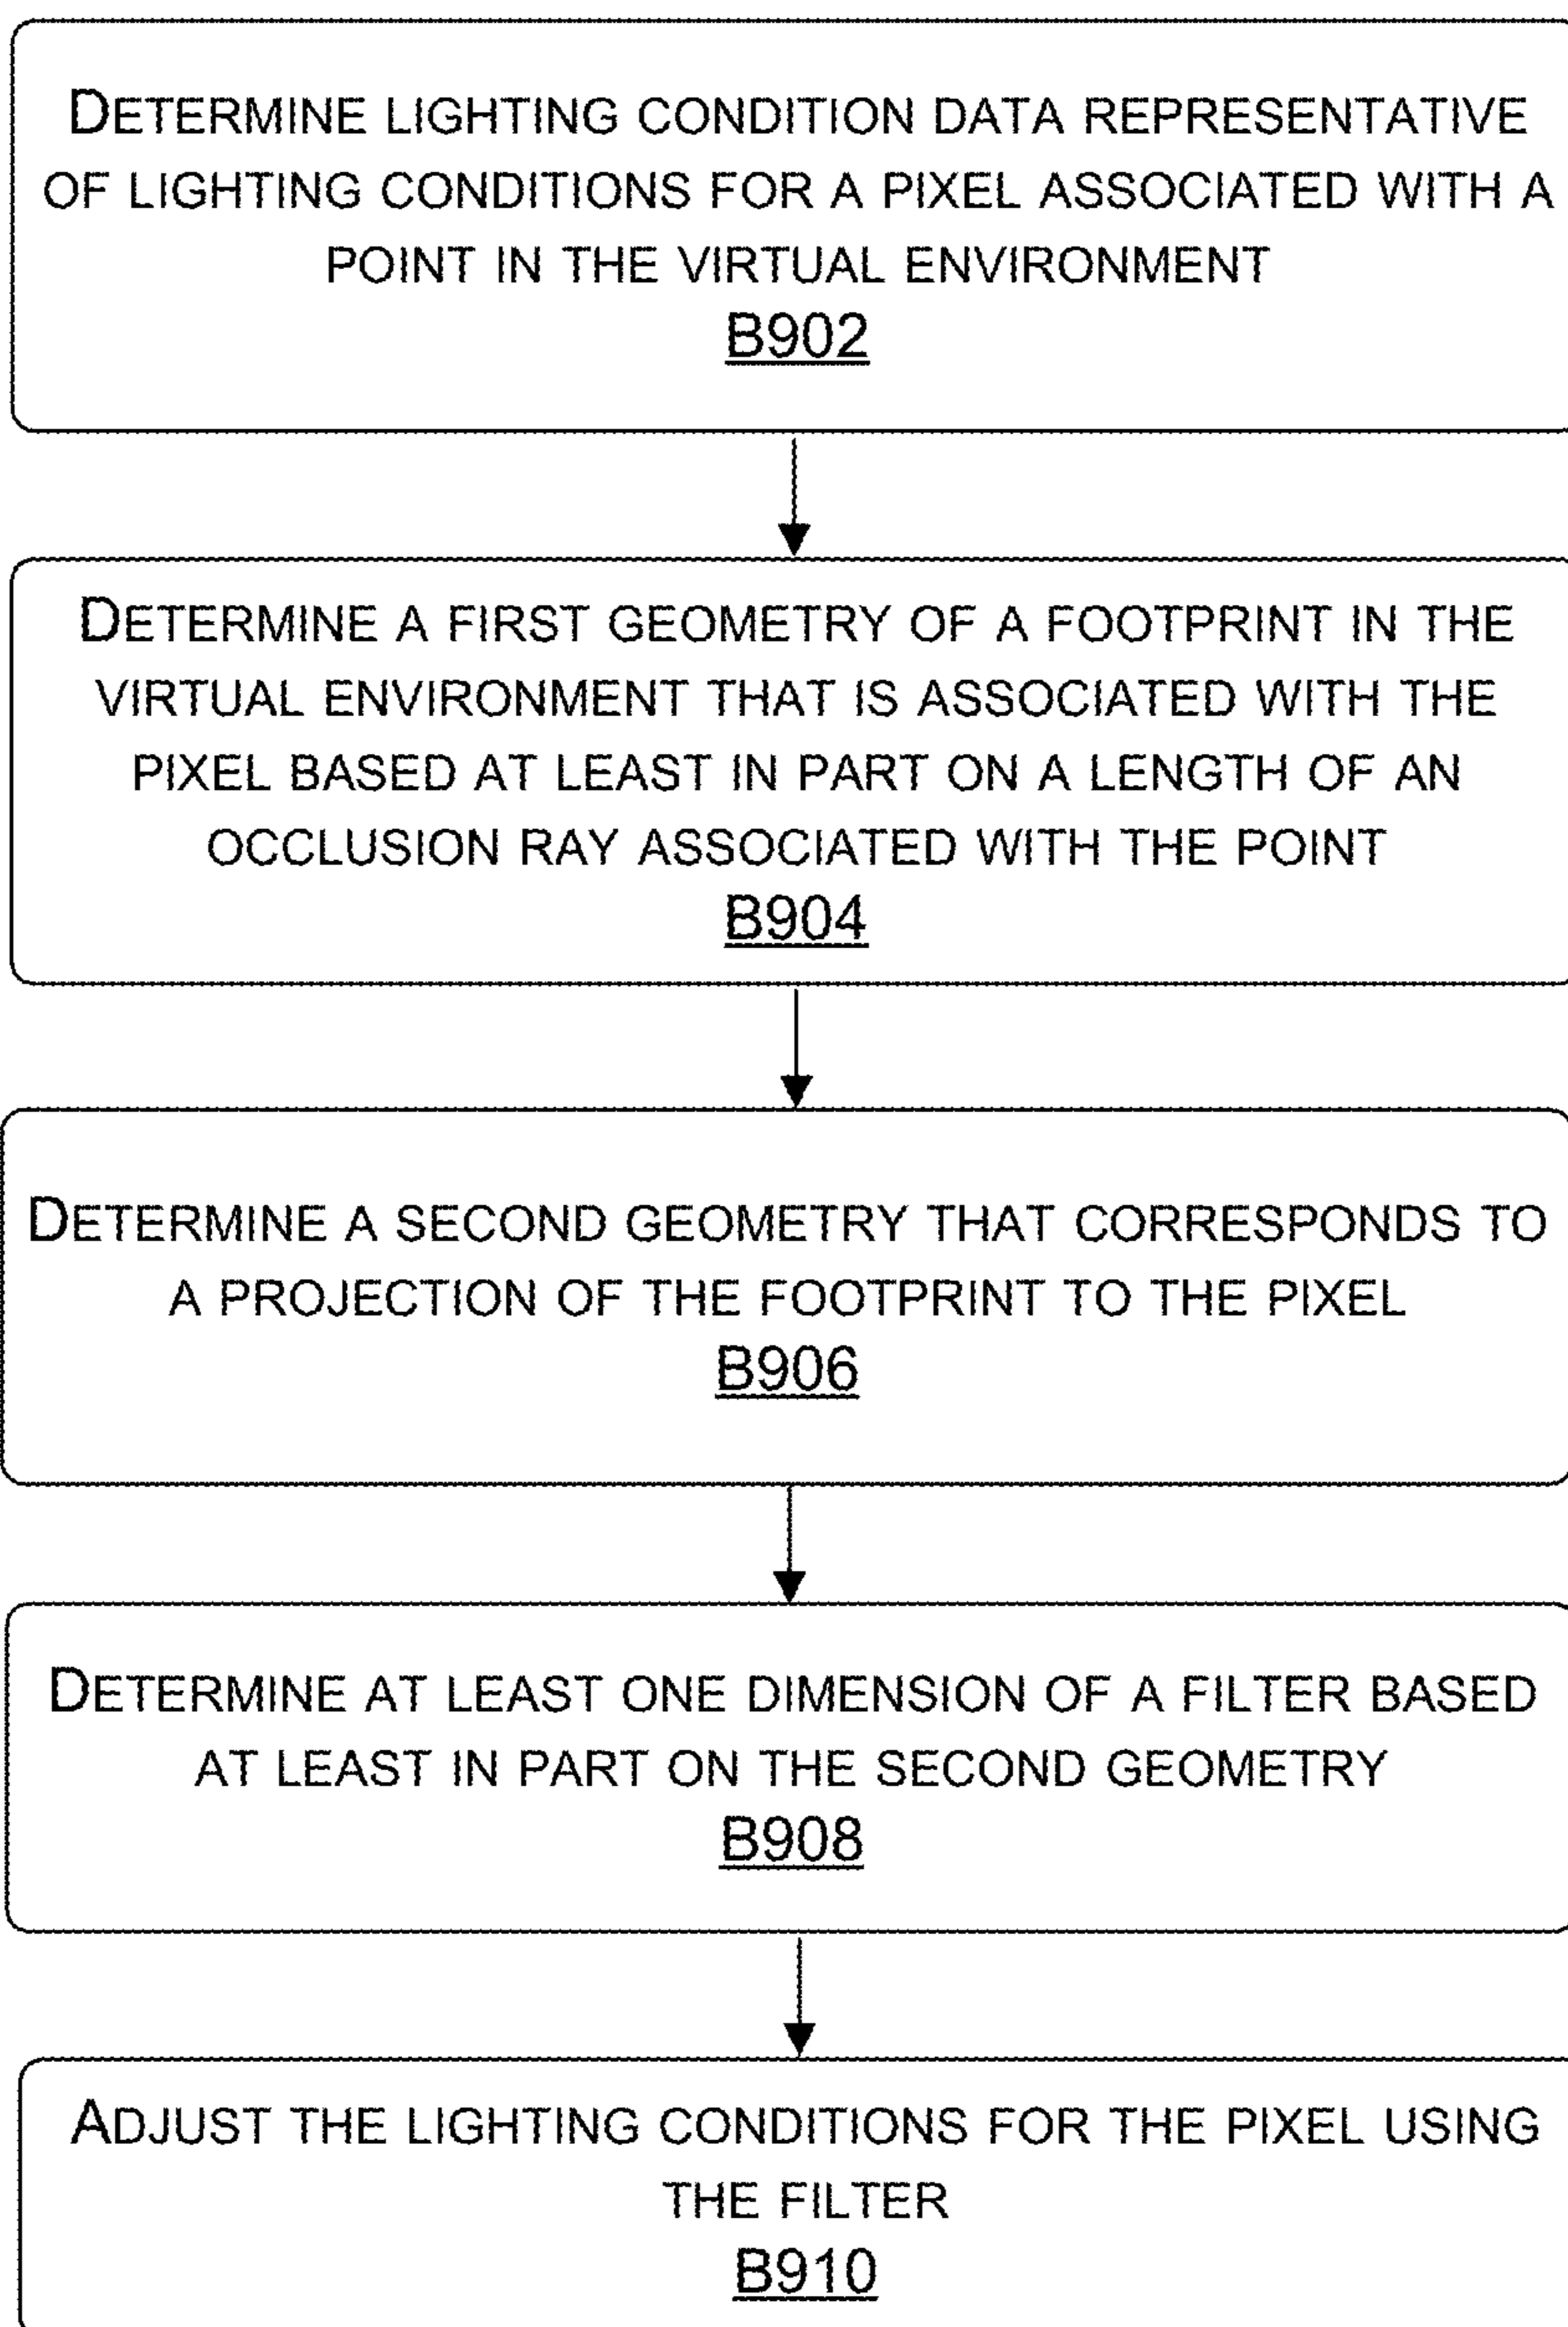 DETERMINE LIGHTING CONDITION DATA REPRESENTATIVE
OF LIGHTING CONDITIONS FOR A PIXEL ASSOCIATED WITH A
POINT IN THE VIRTUAL ENVIRONMENT
B902
DETERMINE A FIRST GEOMETRY OF A FOOTPRINT IN THE
VIRTUAL ENVIRONMENT THAT IS ASSOCIATED WITH THE
PIXEL BASED AT LEAST IN PART ON A LENGTH OF AN
OCCLUSION RAY ASSOCIATED WITH THE POINT
B904
DETERMINE A SECOND GEOMETRY THAT CORRESPONDS TO
A PROJECTION OF THE FOOTPRINT TO THE PIXEL
B906
DETERMINE AT LEAST ONE DIMENSION OF A FILTER BASED
AT LEAST IN PART ON THE SECOND GEOMETRY
B908
ADJUST THE LIGHTING CONDITIONS FOR THE PIXEL USING
THE FILTER
B910